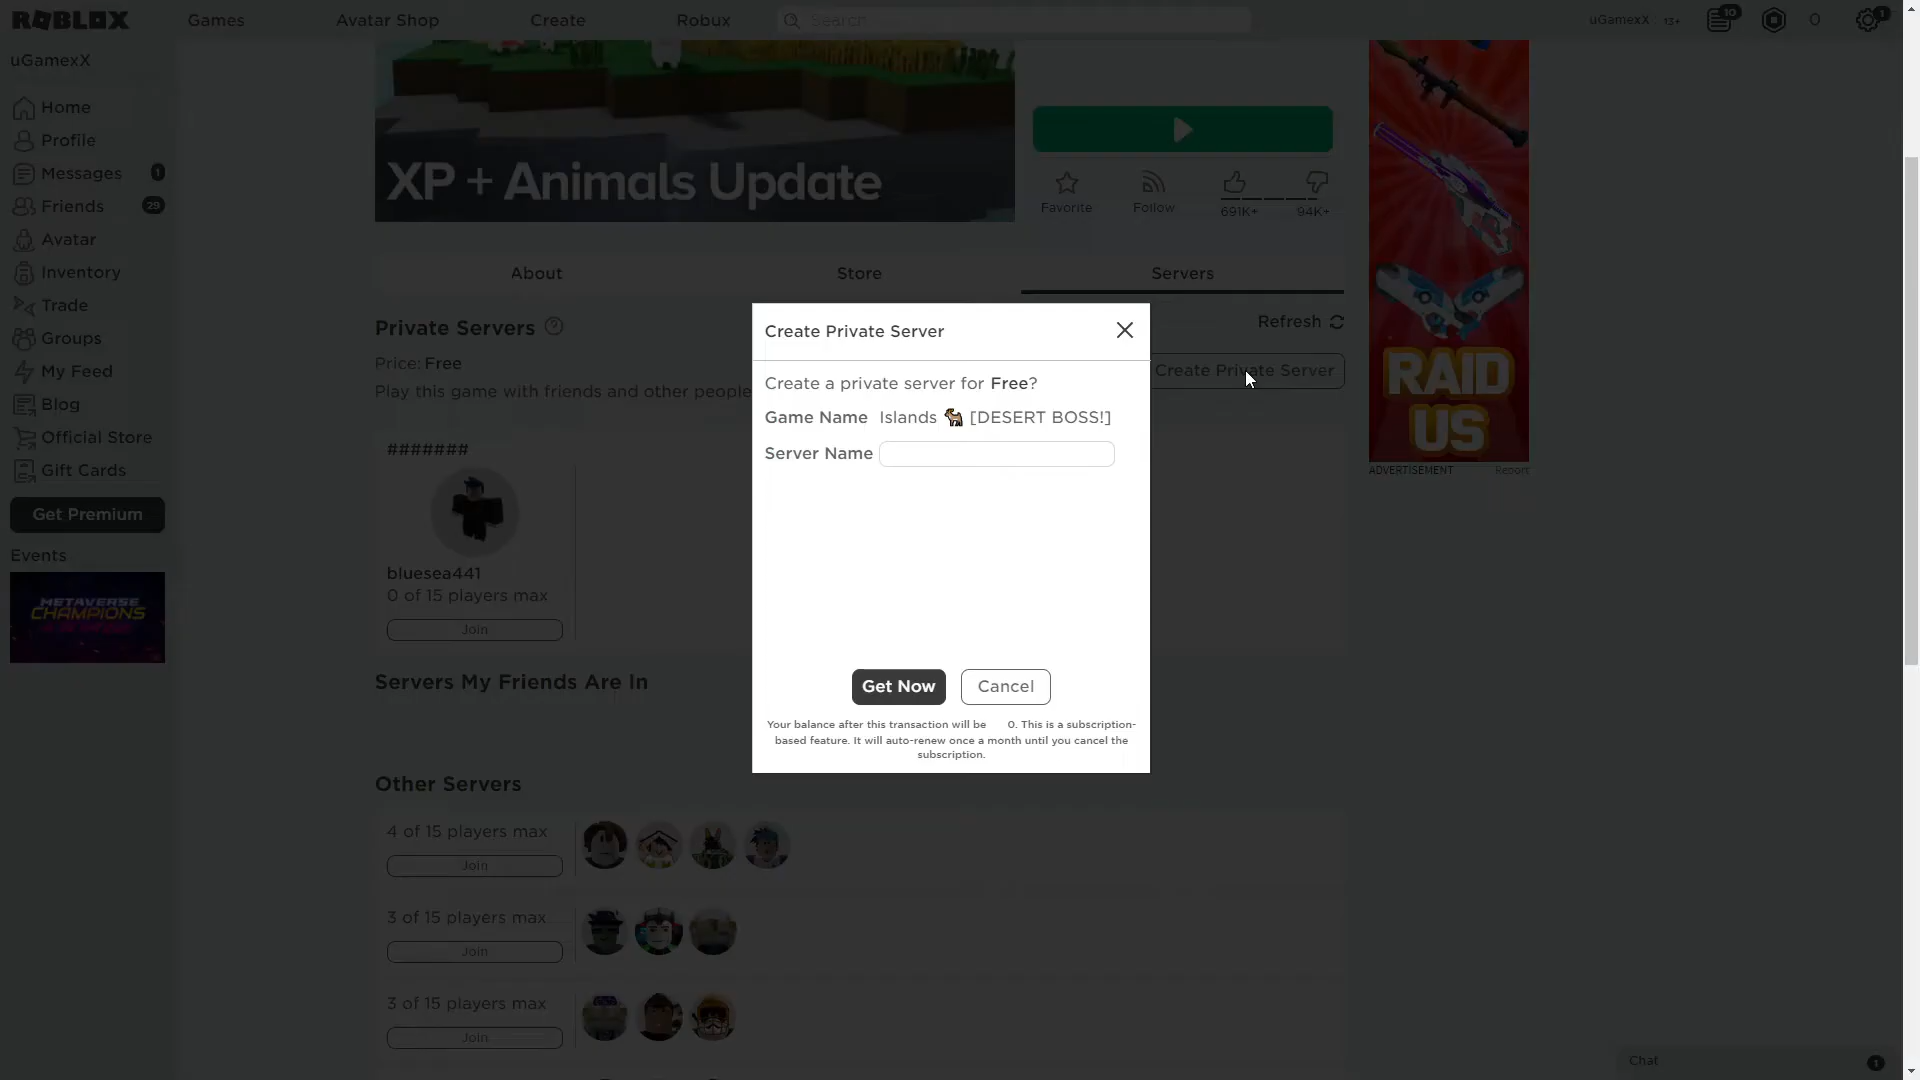 ROBLOX
Games
Avatar Shop
Create
Robux
Search
uGamexX
13+
10
0
1
uGamexX
Home
Profile
Messages 1
Friends 29
Avatar
Inventory
Trade
Groups
My Feed
Blog
Official Store
Gift Cards
Get Premium
Events
METAVERSE
CHAMPIONS
XP + Animals Update
Favorite
Follow
691K+
94K+
About
Store
Servers
Private Servers ?
Refresh
Price: Free
Create Private Server
Play this game with friends and other people
#######
bluesea441
0 of 15 players max
Join
Create Private Server
Create a private server for Free?
Game Name Islands 🐕 [DESERT BOSS!]
Server Name
Get Now
Cancel
Your balance after this transaction will be 0. This is a subscription-
based feature. It will auto-renew once a month until you cancel the
subscription.
Servers My Friends Are In
Other Servers
4 of 15 players max
Join
3 of 15 players max
Join
3 of 15 players max
Join
RAID
US
ADVERTISEMENT
Report
Chat
1